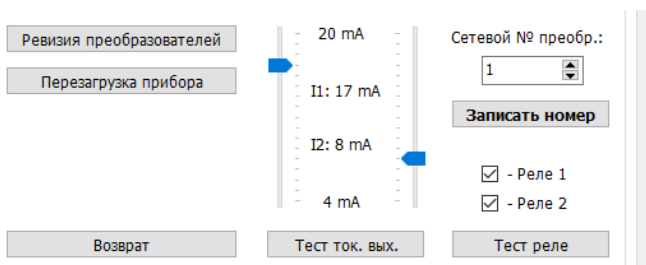 Ревизия преобразователей
Перезагрузка прибора
Возврат
20 mA
I1: 17 mA
I2: 8 mA
4 mA
Тест ток. вых.
Сетевой № преобр.:
1
Записать номер
- Реле 1
- Реле 2
Тест реле